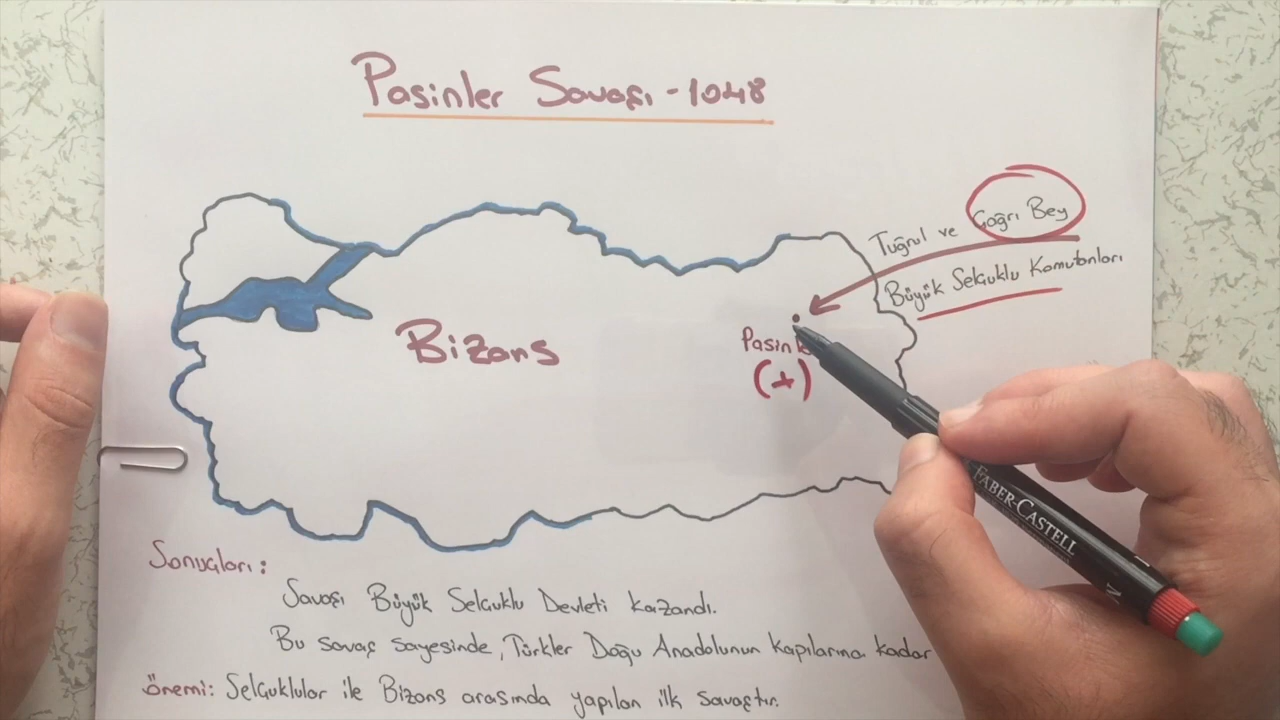 Pasinler Savaşı - 1048
Tuğrul ve Çağrı Bey
Büyük Selçuklu Komutanları
Bizans
(+)
Sonuçları:
Savaşı Büyük Selçuklu Devleti kazandı.
Bu savaş sayesinde, Türkler Doğu Anadolunun kapılarına kadar
Önemi: Selçuklular ile Bizans arasında yapılan ilk savaştır.
FABER-CASTELL
M